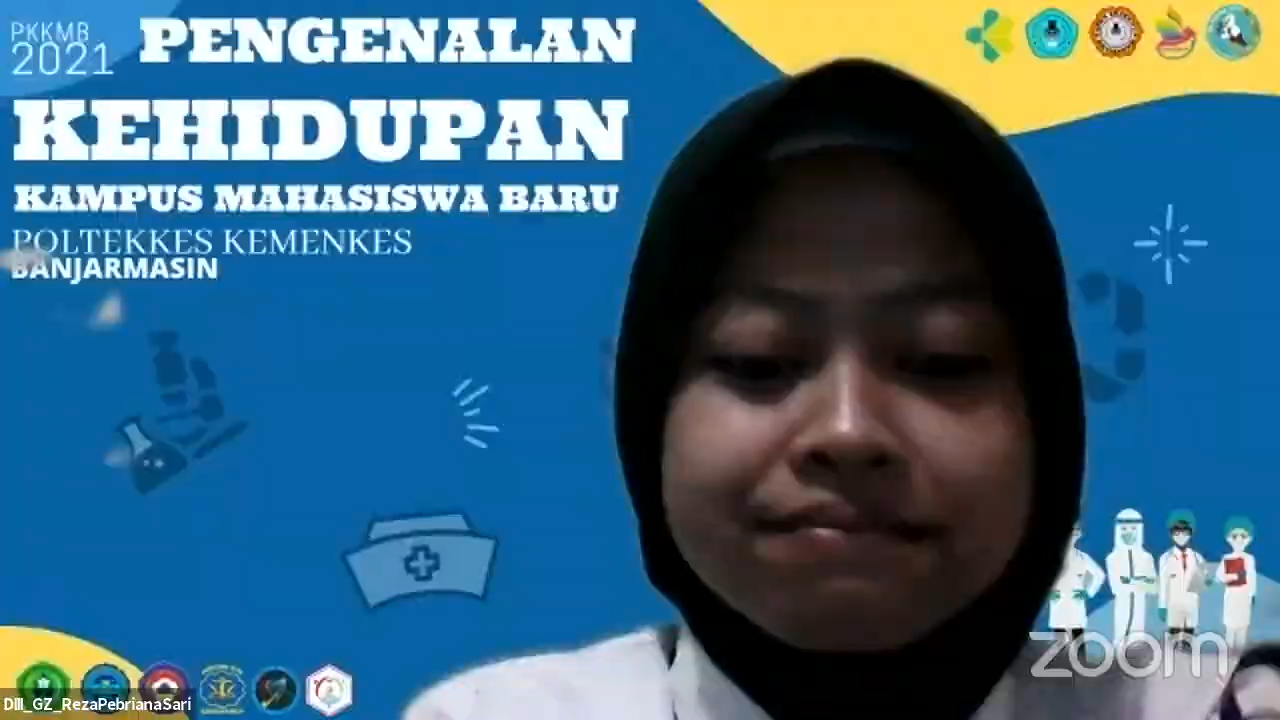 PKKMB
2021
PENGENALAN
KEHIDUPAN
KAMPUS MAHASISWA BARU
POLTEKKES KEMENKES
BANJARMASIN
zoom
DIII_GZ_RezaPebrianaSari